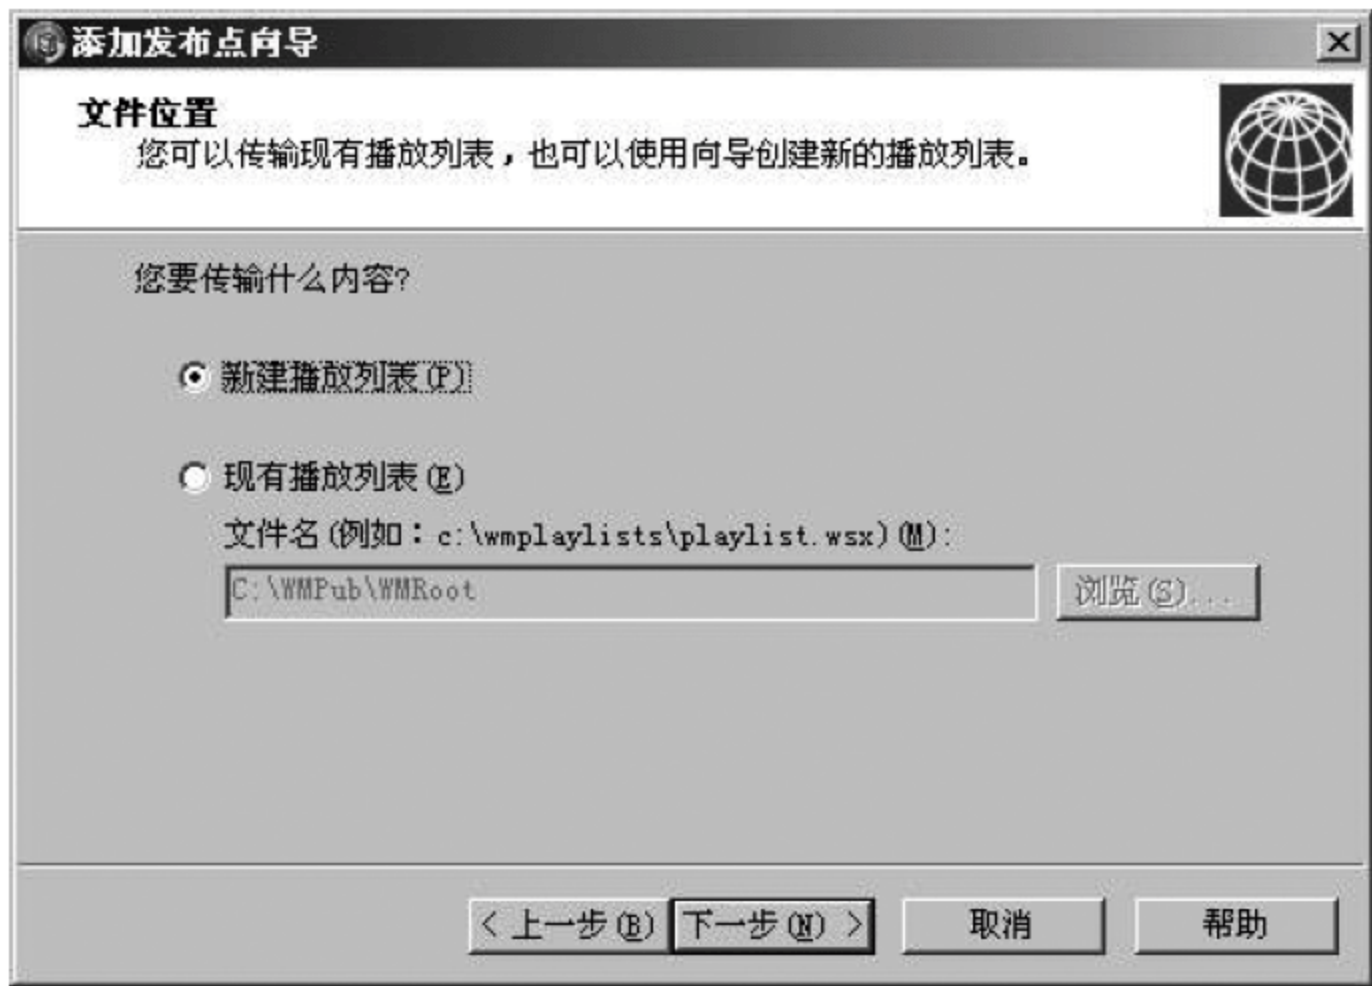 添加发布点向导
文件位置
您可以传输现有播放列表，也可以使用向导创建新的播放列表。
您要传输什么内容?
新建播放列表(P)
现有播放列表(E)
文件名(例如：c:\wmplaylists\playlist.wsx)(M):
C:\WMPub\WMRoot
浏览(S)...
< 上一步(B) 下一步(N) > 取消 帮助